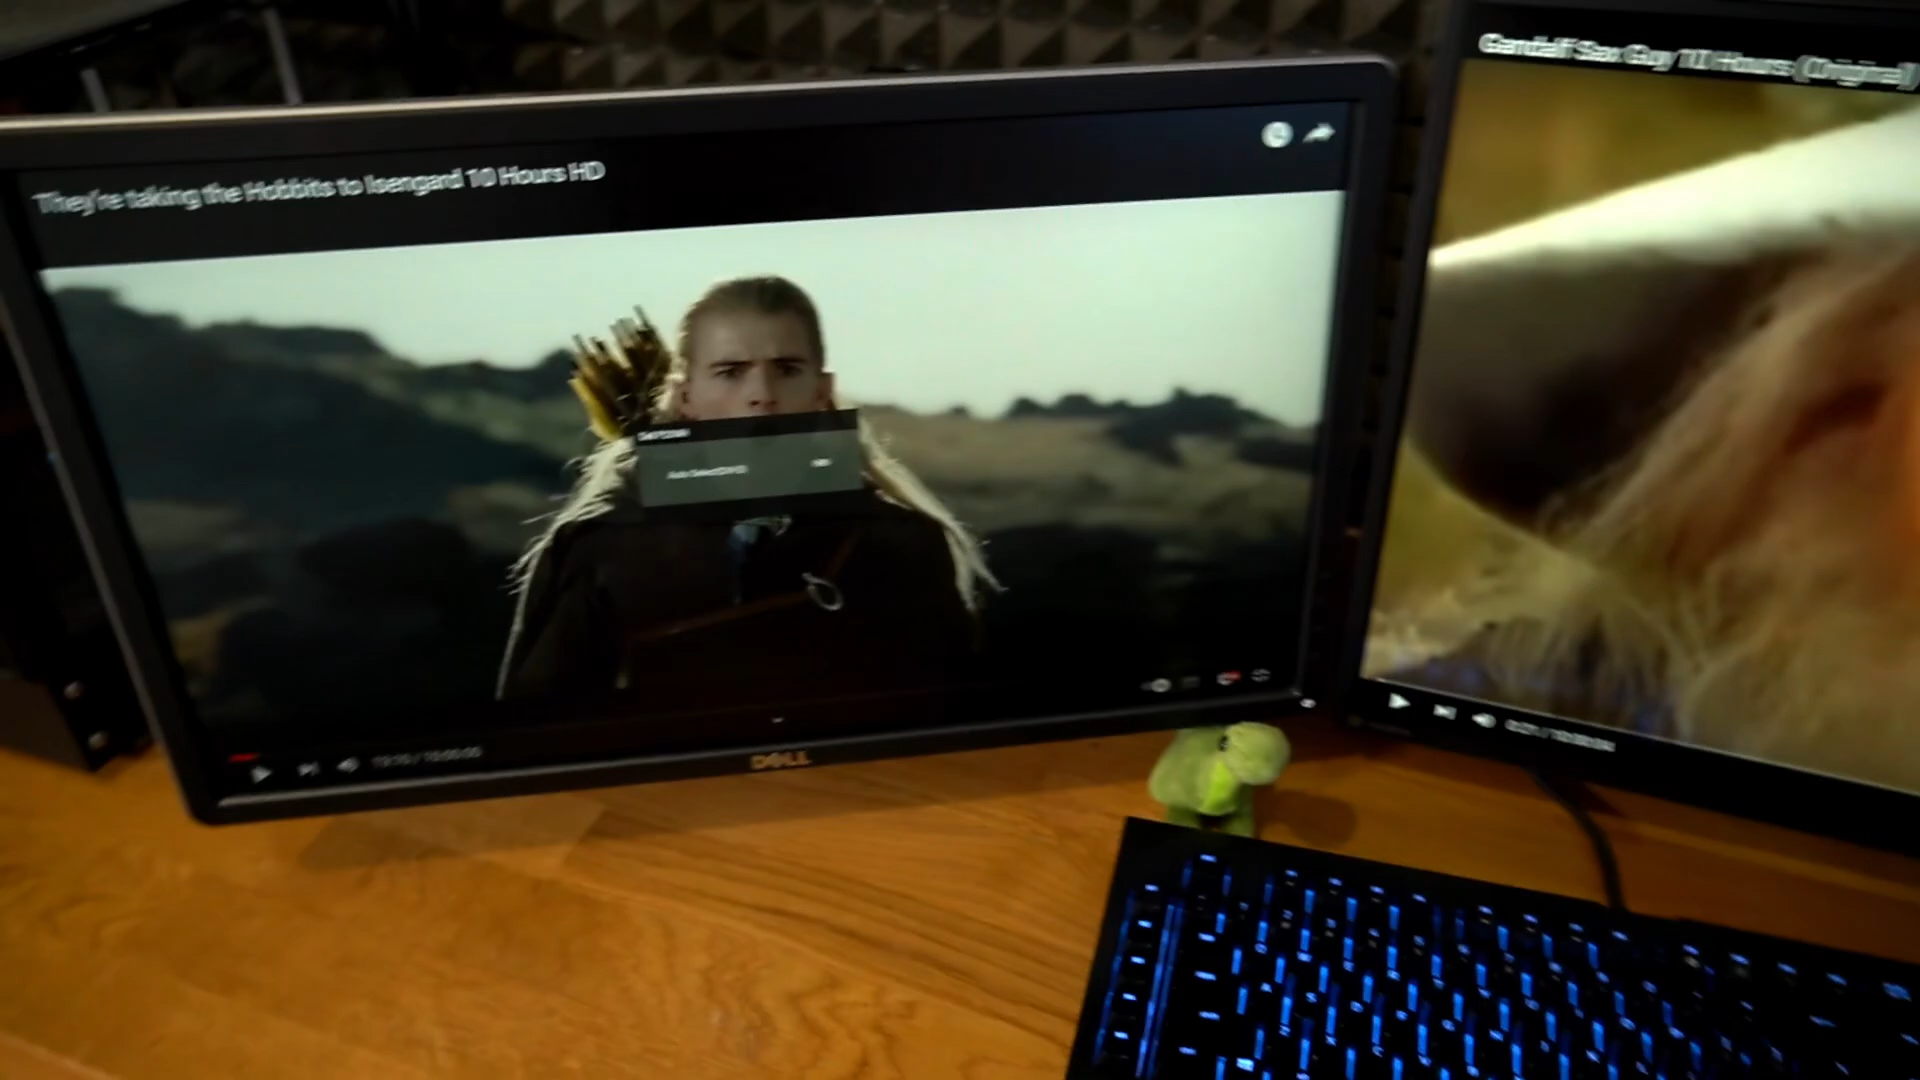 They're taking the Hobbits to Isengard 10 Hours HD
Gandalf Sax Guy 10 Hours (Original)
DELL